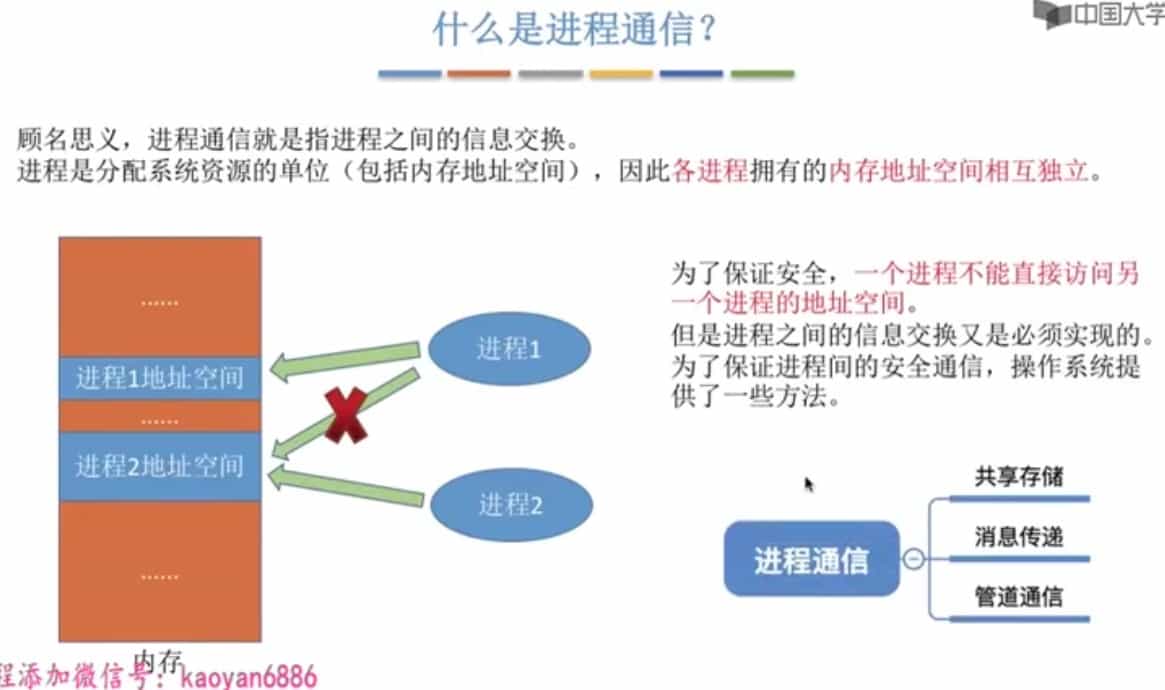 什么是进程通信？
中国大学
顾名思义，进程通信就是指进程之间的信息交换。
进程是分配系统资源的单位（包括内存地址空间），因此各进程拥有的内存地址空间相互独立。
……
进程1地址空间
……
进程2地址空间
……
内存
进程1
进程2
为了保证安全，一个进程不能直接访问另
一个进程的地址空间。
但是进程之间的信息交换又是必须实现的。
为了保证进程间的安全通信，操作系统提
供了一些方法。
进程通信
共享存储
消息传递
管道通信
程添加微信号：kaoyan6886